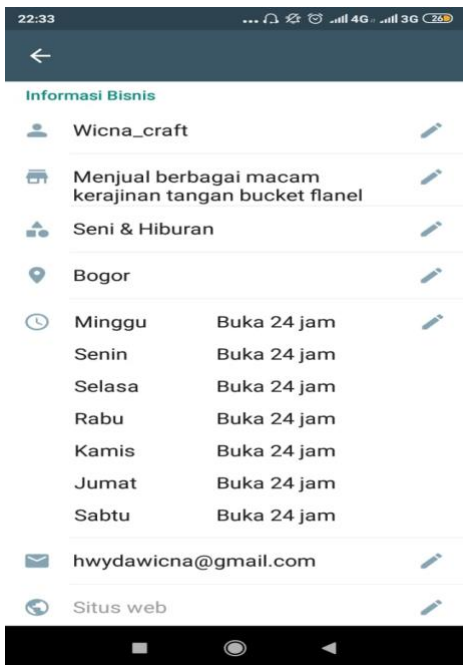 22:33 ... 4G 3G 26
Informasi Bisnis
Wicna_craft
Menjual berbagai macam
kerajinan tangan bucket flanel
Seni & Hiburan
Bogor
Minggu Buka 24 jam
Senin Buka 24 jam
Selasa Buka 24 jam
Rabu Buka 24 jam
Kamis Buka 24 jam
Jumat Buka 24 jam
Sabtu Buka 24 jam
hwydawicna@gmail.com
Situs web